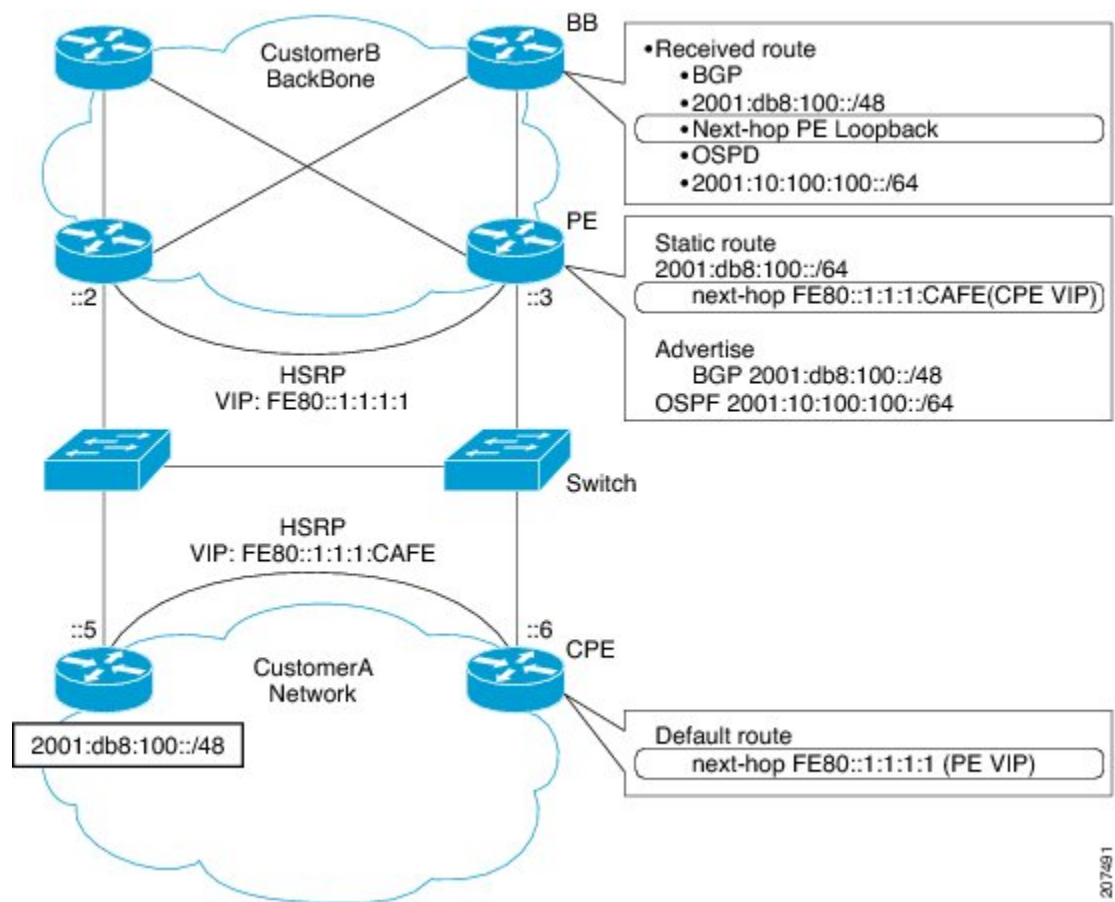 CustomerB
BackBone
BB
•Received route
•BGP
•2001:db8:100::/48
•Next-hop PE Loopback
•OSPD
•2001:10:100:100::/64
PE
Static route
2001:db8:100::/64
next-hop FE80::1:1:1:CAFE(CPE VIP)
Advertise
BGP 2001:db8:100::/48
OSPF 2001:10:100:100::/64
::2
::3
HSRP
VIP: FE80::1:1:1:1
Switch
HSRP
VIP: FE80::1:1:1:CAFE
::5
::6
CPE
CustomerA
Network
2001:db8:100::/48
Default route
next-hop FE80::1:1:1:1 (PE VIP)
207491